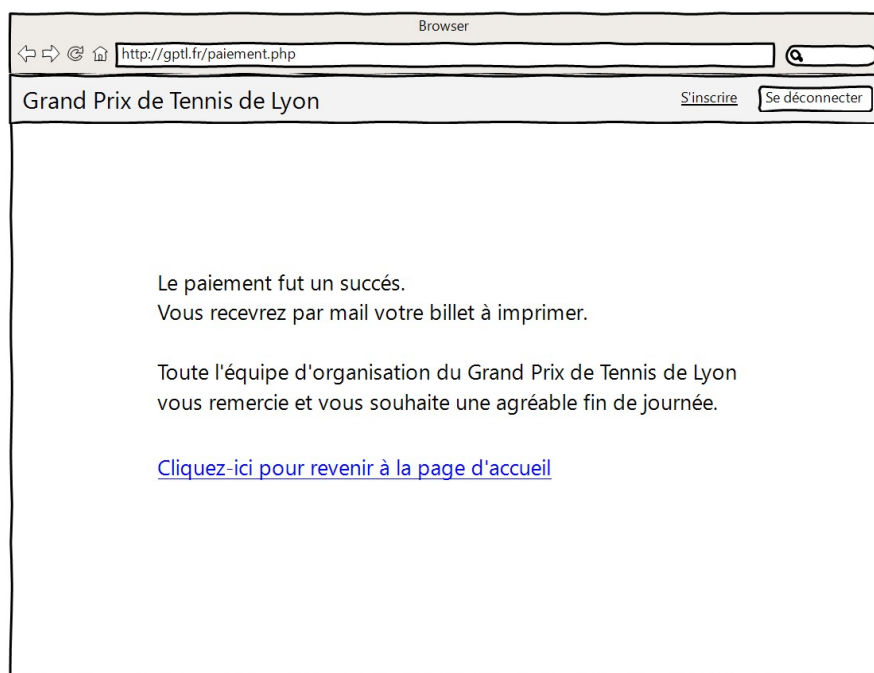 Browser
http://gptl.fr/paiement.php
Grand Prix de Tennis de Lyon
S'inscrire
Se déconnecter
Le paiement fut un succés.
Vous recevrez par mail votre billet à imprimer.
Toute l'équipe d'organisation du Grand Prix de Tennis de Lyon
vous remercie et vous souhaite une agréable fin de journée.
Cliquez-ici pour revenir à la page d'accueil